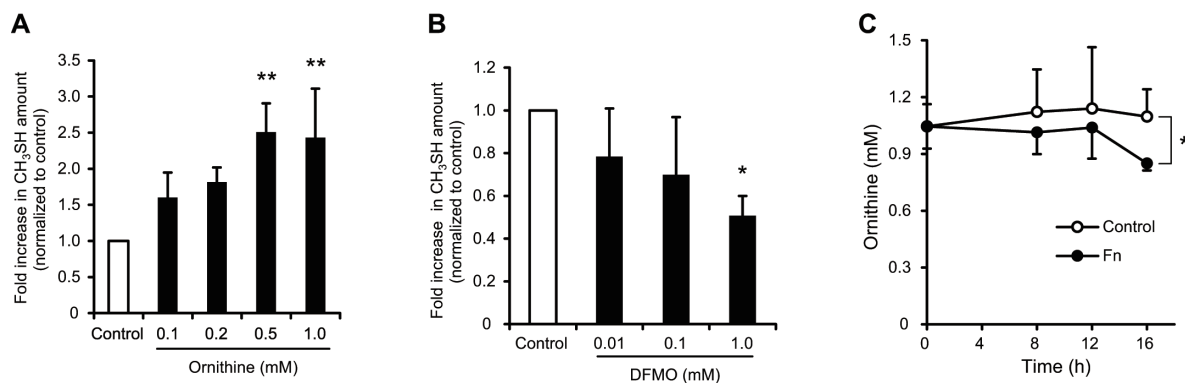 A
Fold increase in CH₃SH amount
(normalized to control)
3.5
3.0
2.5
2.0
1.5
1.0
0.5
0
**
**
Control 0.1 0.2 0.5 1.0
Ornithine (mM)
B
Fold increase in CH₃SH amount
(normalized to control)
1.2
1.0
0.8
0.6
0.4
0.2
0
*
Control 0.01 0.1 1.0
DFMO (mM)
C
Ornithine (mM)
1.5
1.2
0.9
0.6
0.3
0
*
Control
Fn
0 4 8 12 16
Time (h)